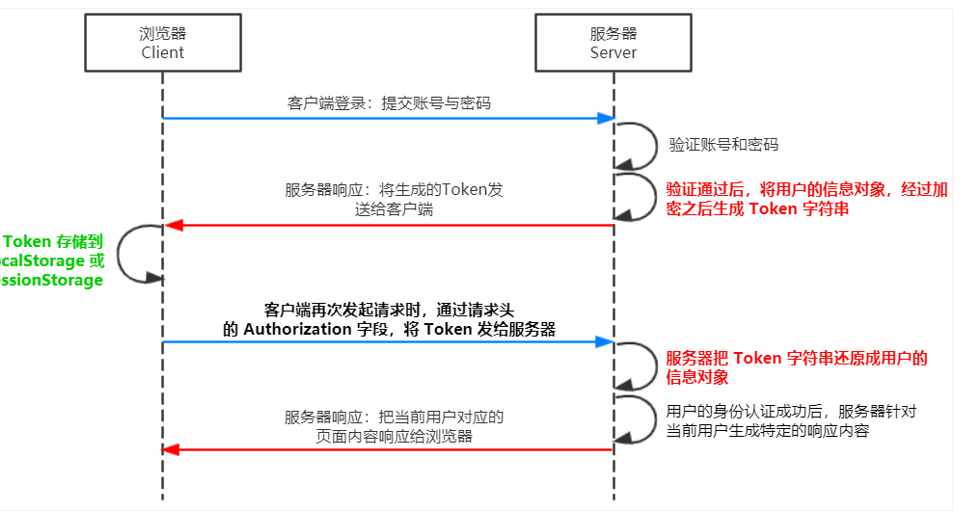 浏览器
Client
服务器
Server
客户端登录：提交账号与密码
验证账号和密码
服务器响应：将生成的Token发
送给客户端
验证通过后，将用户的信息对象，经过加
密之后生成 Token 字符串
Token 存储到
ocalStorage 或
essionStorage
客户端再次发起请求时，通过请求头
的 Authorization 字段，将 Token 发给服务器
服务器把 Token 字符串还原成用户的
信息对象
服务器响应：把当前用户对应的
页面内容响应给浏览器
用户的身份认证成功后，服务器针对
当前用户生成特定的响应内容